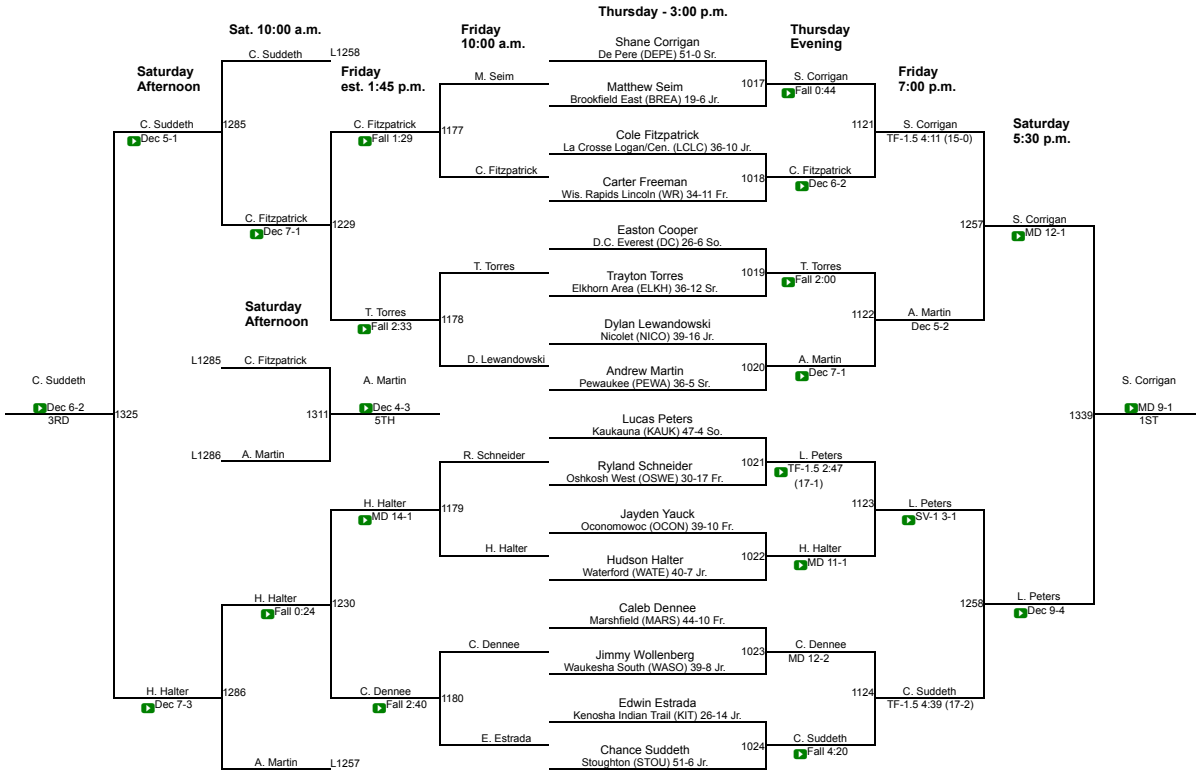 Thursday - 3:00 p.m.
Sat. 10:00 a.m.
Friday
10:00 a.m.
Thursday
Evening
Shane Corrigan
De Pere (DEPE) 51-0 Sr.
C. Suddeth
L1258
Saturday
Afternoon
Friday
est. 1:45 p.m.
M. Seim
Matthew Seim
Brookfield East (BREA) 19-6 Jr.
1017
S. Corrigan
Fall 0:44
Friday
7:00 p.m.
C. Suddeth
Dec 5-1
1285
C. Fitzpatrick
Fall 1:29
1177
Cole Fitzpatrick
La Crosse Logan/Cen. (LCLC) 36-10 Jr.
1121
S. Corrigan
TF-1.5 4:11 (15-0)
Saturday
5:30 p.m.
C. Fitzpatrick
Carter Freeman
Wis. Rapids Lincoln (WR) 34-11 Fr.
1018
C. Fitzpatrick
Dec 6-2
C. Fitzpatrick
Dec 7-1
1229
Easton Cooper
D.C. Everest (DC) 26-6 So.
1257
S. Corrigan
MD 12-1
T. Torres
Trayton Torres
Elkhorn Area (ELKH) 36-12 Sr.
1019
T. Torres
Fall 2:00
Saturday
Afternoon
T. Torres
Fall 2:33
1178
Dylan Lewandowski
Nicolet (NICO) 39-16 Jr.
1122
A. Martin
Dec 5-2
L1285
C. Fitzpatrick
D. Lewandowski
Andrew Martin
Pewaukee (PEWA) 36-5 Sr.
1020
A. Martin
Dec 7-1
C. Suddeth
Dec 6-2
3RD
1325
1311
A. Martin
Dec 4-3
5TH
Lucas Peters
Kaukauna (KAUK) 47-4 So.
1339
S. Corrigan
MD 9-1
1ST
L1286
A. Martin
R. Schneider
Ryland Schneider
Oshkosh West (OSWE) 30-17 Fr.
1021
L. Peters
TF-1.5 2:47
(17-1)
H. Halter
MD 14-1
1179
Jayden Yauck
Oconomowoc (OCON) 39-10 Fr.
1123
L. Peters
SV-1 3-1
H. Halter
Hudson Halter
Waterford (WATE) 40-7 Jr.
1022
H. Halter
MD 11-1
H. Halter
Fall 0:24
1230
Caleb Dennee
Marshfield (MARS) 44-10 Fr.
1258
L. Peters
Dec 9-4
C. Dennee
Jimmy Wollenberg
Waukesha South (WASO) 39-8 Jr.
1023
C. Dennee
MD 12-2
H. Halter
Dec 7-3
1286
C. Dennee
Fall 2:40
1180
Edwin Estrada
Kenosha Indian Trail (KIT) 26-14 Jr.
1124
C. Suddeth
TF-1.5 4:39 (17-2)
E. Estrada
Chance Suddeth
Stoughton (STOU) 51-6 Jr.
1024
C. Suddeth
Fall 4:20
A. Martin
L1257